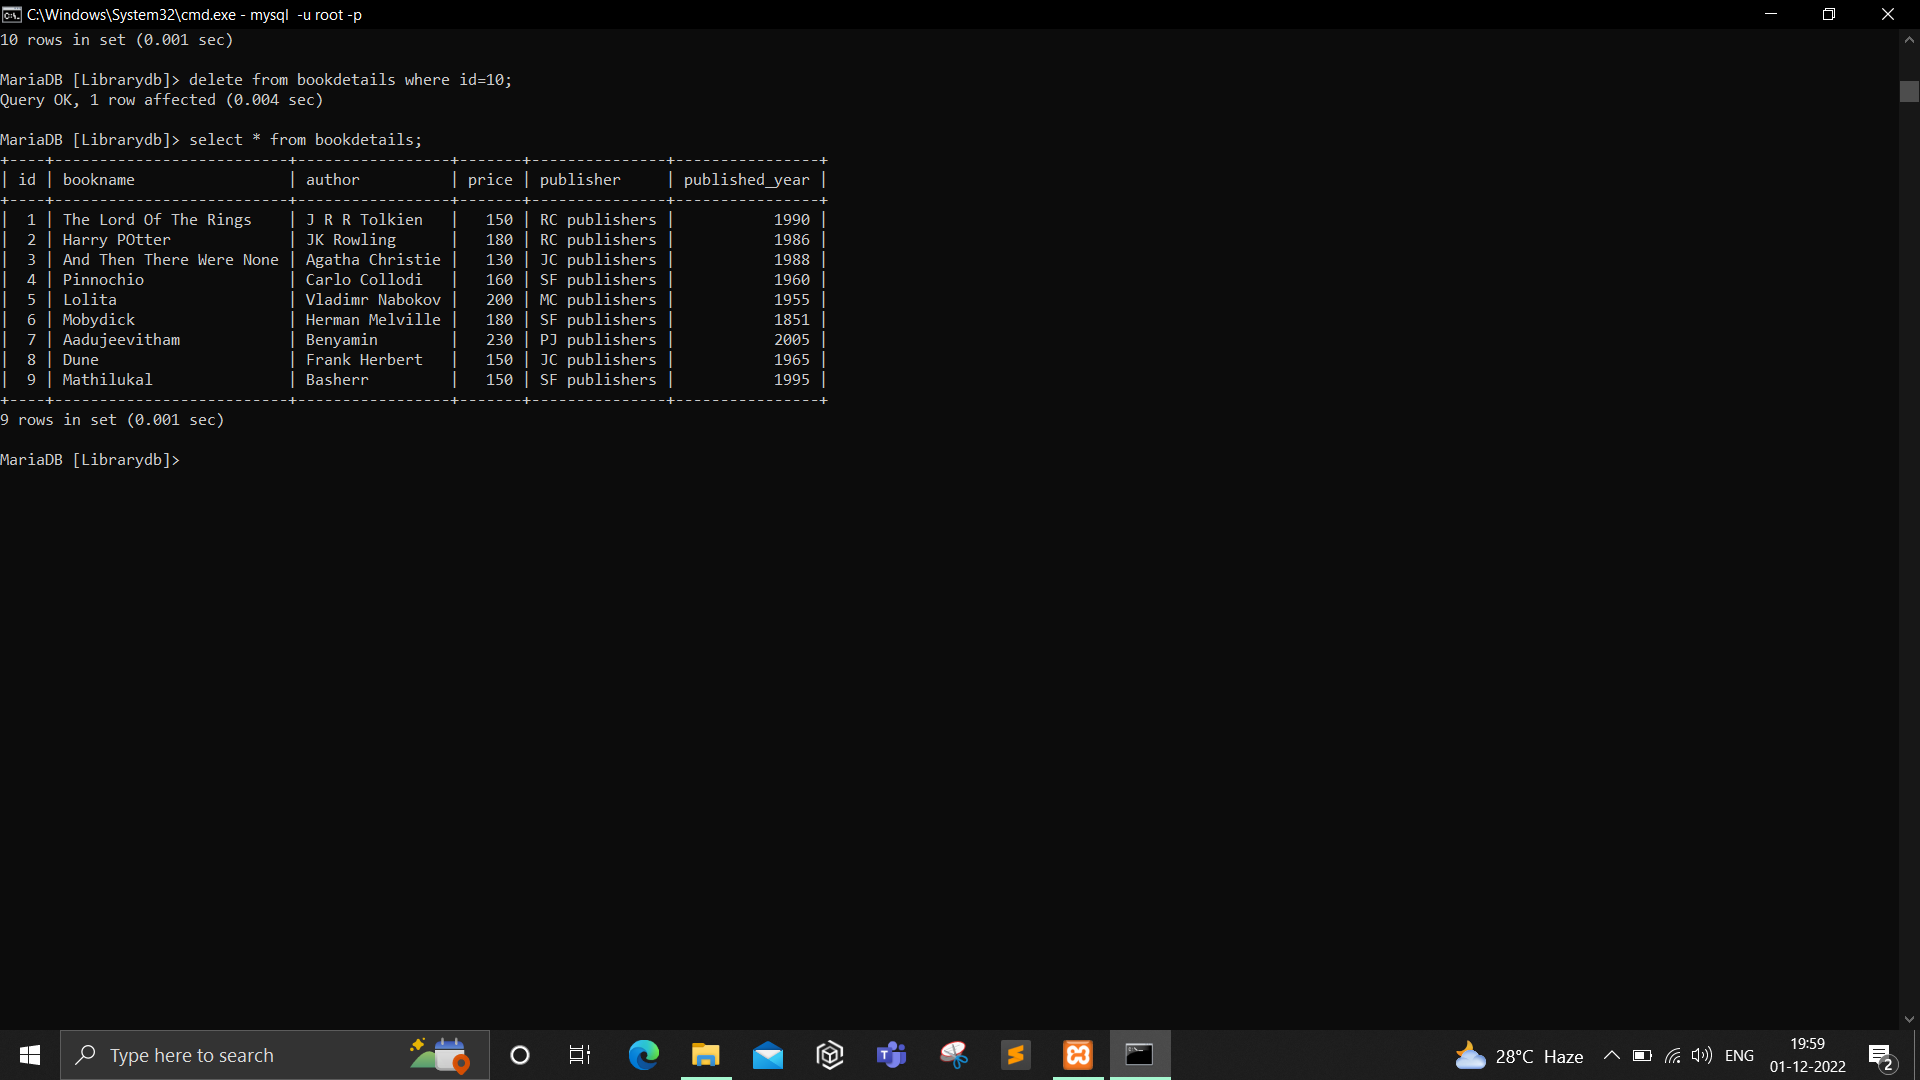 C:\Windows\System32\cmd.exe - mysql  -u root -p
10 rows in set (0.001 sec)
MariaDB [Librarydb]> delete from bookdetails where id=10;
Query OK, 1 row affected (0.004 sec)
MariaDB [Librarydb]> select * from bookdetails;
+----+--------------------------+-----------------+-------+---------------+----------------+
| id | bookname                 | author          | price | publisher     | published_year |
+----+--------------------------+-----------------+-------+---------------+----------------+
|  1 | The Lord Of The Rings    | J R R Tolkien   |   150 | RC publishers |           1990 |
|  2 | Harry POtter             | JK Rowling      |   180 | RC publishers |           1986 |
|  3 | And Then There Were None | Agatha Christie |   130 | JC publishers |           1988 |
|  4 | Pinnochio                | Carlo Collodi   |   160 | SF publishers |           1960 |
|  5 | Lolita                   | Vladimr Nabokov |   200 | MC publishers |           1955 |
|  6 | Mobydick                 | Herman Melville |   180 | SF publishers |           1851 |
|  7 | Aadujeevitham            | Benyamin        |   230 | PJ publishers |           2005 |
|  8 | Dune                     | Frank Herbert   |   150 | JC publishers |           1965 |
|  9 | Mathilukal               | Basherr         |   150 | SF publishers |           1995 |
+----+--------------------------+-----------------+-------+---------------+----------------+
9 rows in set (0.001 sec)
MariaDB [Librarydb]>
Type here to search
28°C  Haze
ENG
19:59
01-12-2022
2